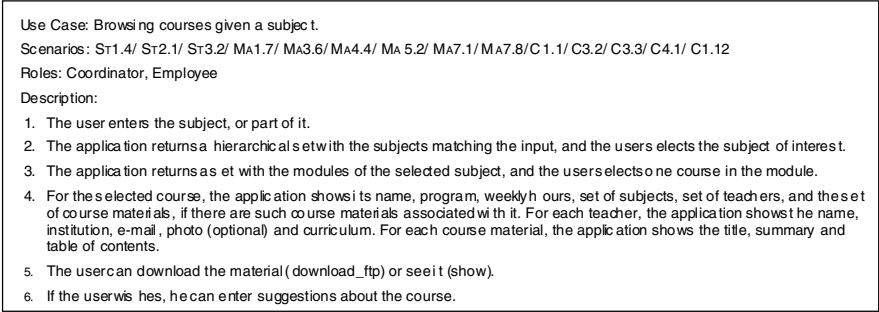 Use Case: Browsing courses given a subject.
Scenarios: ST1.4/ ST2.1/ ST3.2/ MA1.7/ MA3.6/ MA4.4/ MA 5.2/ MA7.1/ MA7.8/C1.1/ C3.2/ C3.3/ C4.1/ C1.12
Roles: Coordinator, Employee
Description:
1. The user enters the subject, or part of it.
2. The application returns a hierarchical set with the subjects matching the input, and the user selects the subject of interest.
3. The application returns a set with the modules of the selected subject, and the user selects one course in the module.
4. For the selected course, the application shows its name, program, weekly hours, set of subjects, set of teachers, and the set
of course materials, if there are such course materials associated with it. For each teacher, the application shows the name,
institution, e-mail, photo (optional) and curriculum. For each course material, the application shows the title, summary and
table of contents.
5. The user can download the material (download_ftp) or see it (show).
6. If the user wishes, he can enter suggestions about the course.